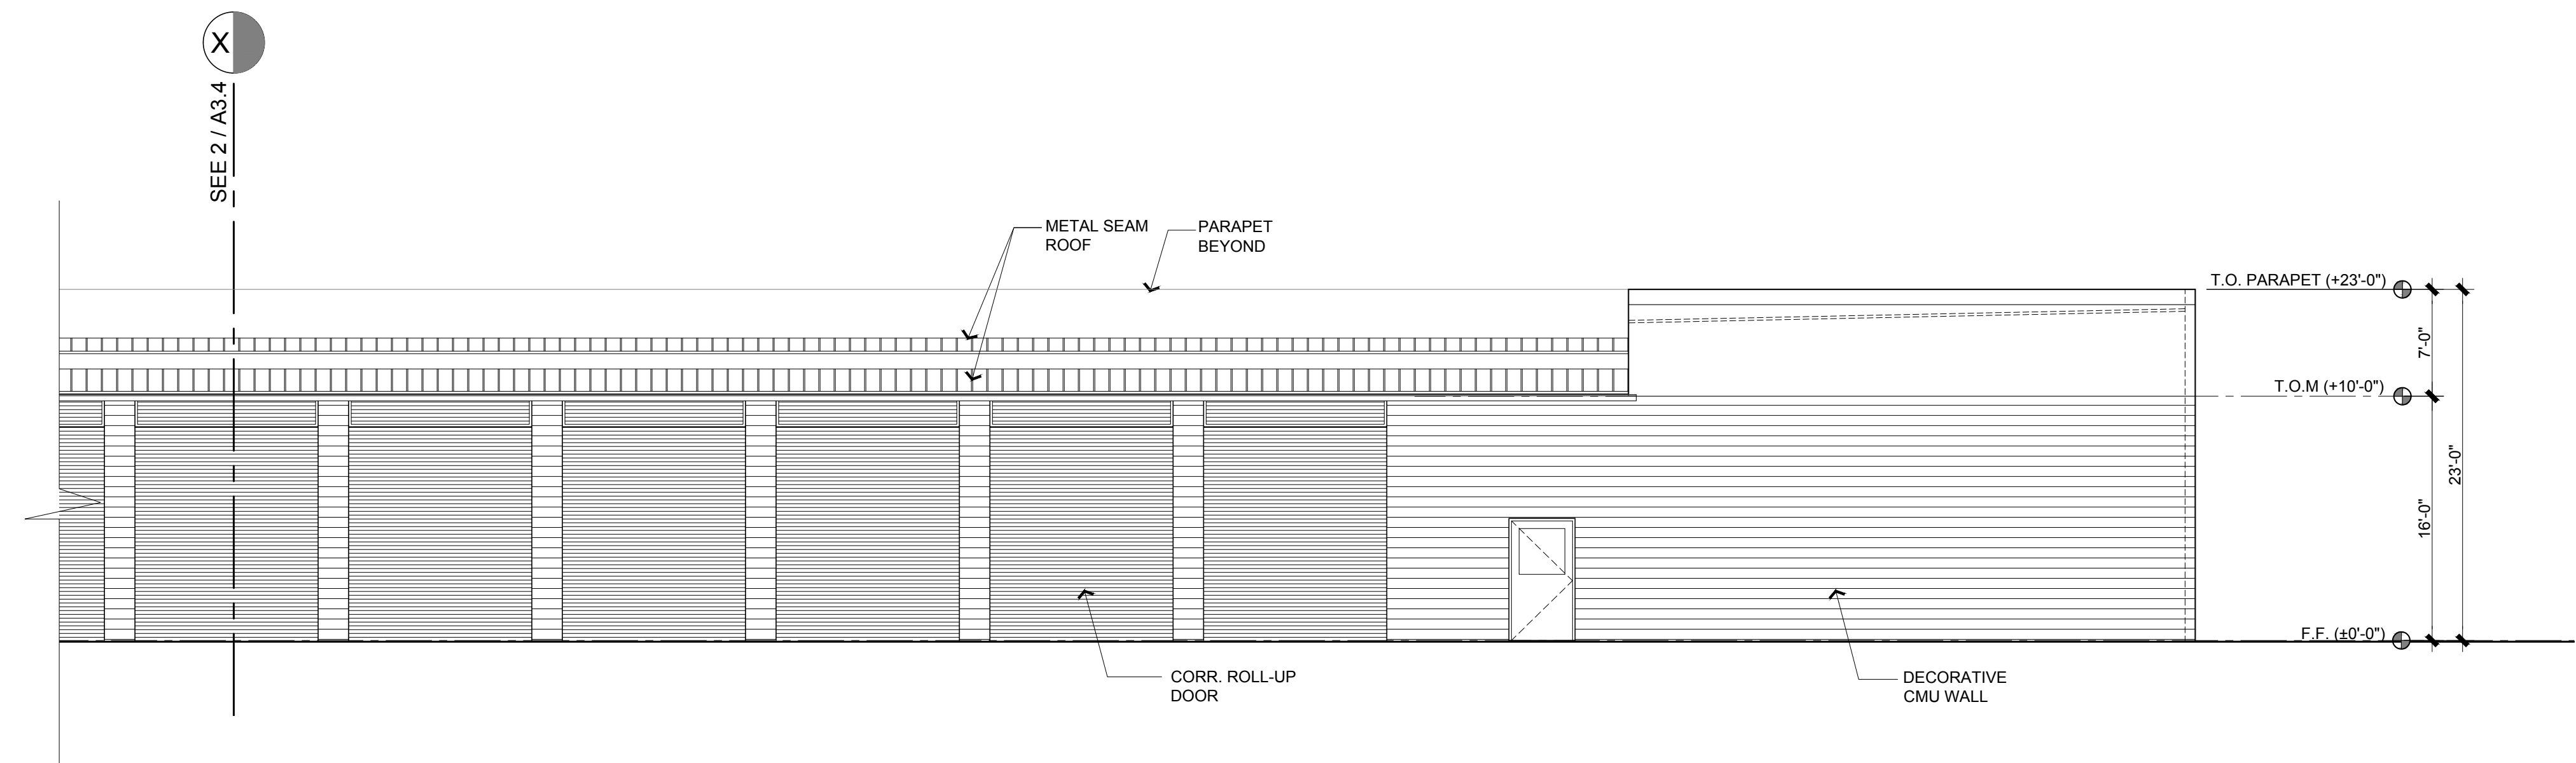 X
SEE 2 / A3.4
METAL SEAM
ROOF
PARAPET
BEYOND
T.O. PARAPET (+23'-0")
7'-0"
T.O.M (+10'-0")
23'-0"
16'-0"
F.F. (±0'-0")
CORR. ROLL-UP
DOOR
DECORATIVE
CMU WALL